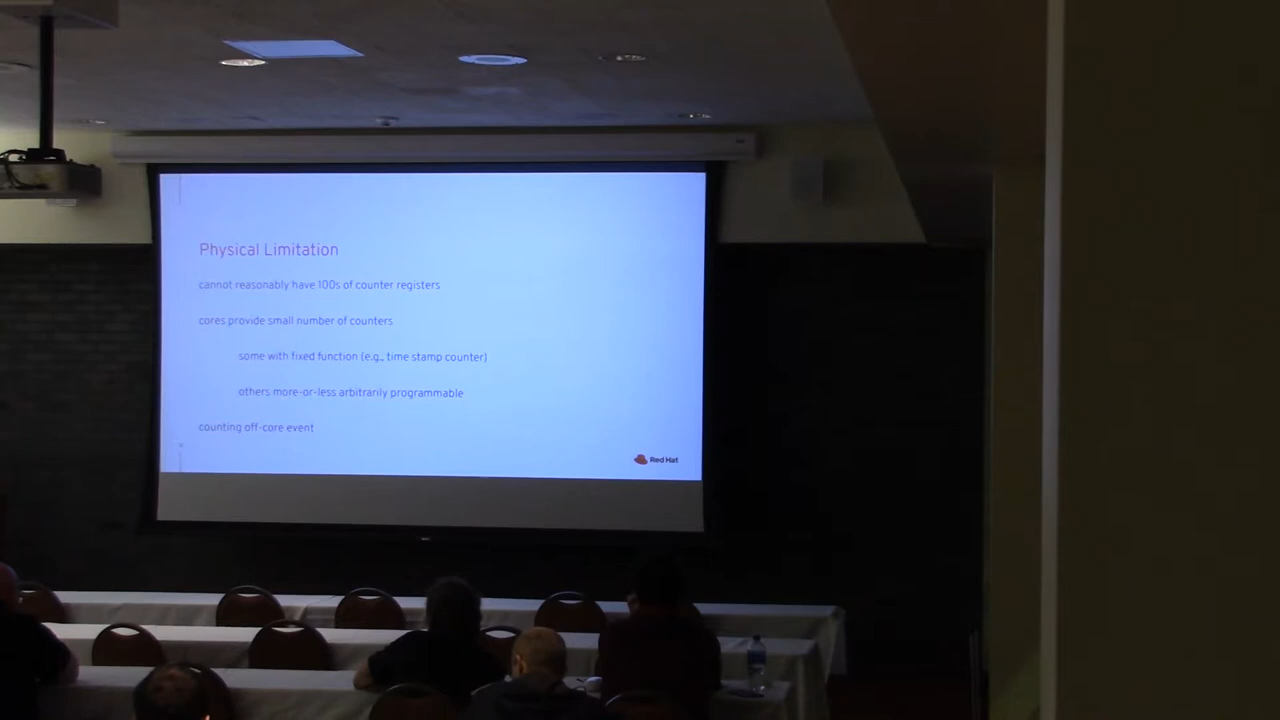 Physical Limitation
cannot reasonably have 100s of counter registers
cores provide small number of counters
some with fixed function (e.g., time stamp counter)
others more-or-less arbitrarily programmable
counting off-core event
Red Hat